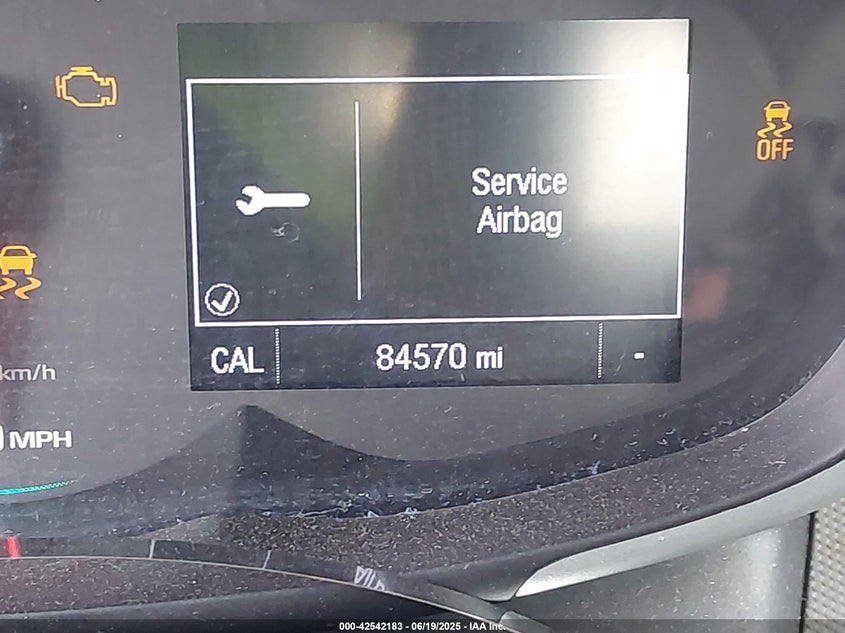 Service
Airbag
OFF
CAL 84570 mi -
km/h
MPH
000-42542183 - 06/19/2025 - IAA Inc.